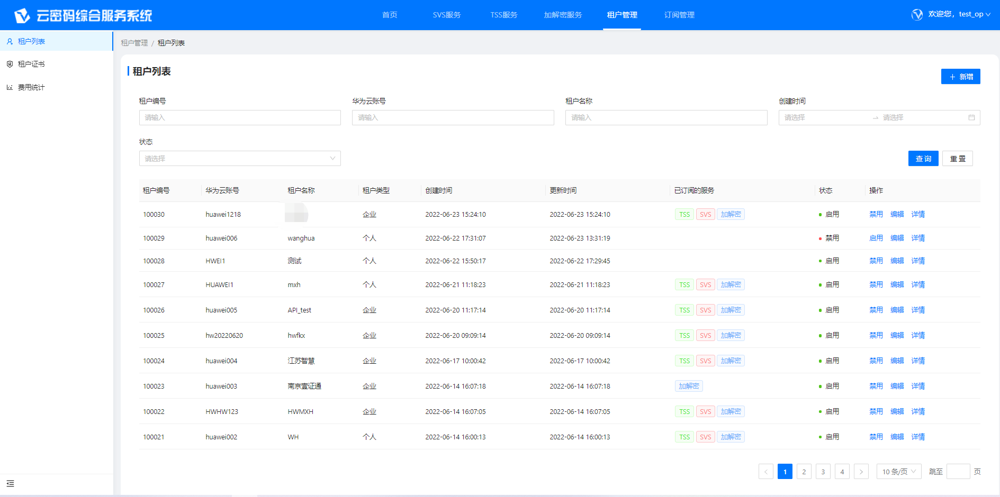 云密码综合服务系统 首页 SVS服务 TSS服务 加解密服务 租户管理 订阅管理 欢迎您，test_op
租户列表
租户证书
费用统计
租户管理 / 租户列表
租户列表
+ 新增
租户编号 华为云账号 租户名称 创建时间
请输入 请输入 请输入 请选择 → 请选择
状态
请选择 查询 重置
租户编号 华为云账号 租户名称 租户类型 创建时间 更新时间 已订阅的服务 状态 操作
100030 huawei1218 企业 2022-06-23 15:24:10 2022-06-23 15:24:10 TSS SVS 加解密 启用 禁用 编辑 详情
100029 huawei006 wanghua 个人 2022-06-22 17:31:07 2022-06-23 13:31:19 禁用 启用 编辑 详情
100028 HWEI1 测试 个人 2022-06-22 15:50:17 2022-06-22 17:29:45 启用 禁用 编辑 详情
100027 HUAWEI1 mxh 个人 2022-06-21 11:18:23 2022-06-21 11:18:23 TSS SVS 加解密 启用 禁用 编辑 详情
100026 huawei005 API_test 企业 2022-06-20 11:17:14 2022-06-20 11:17:14 TSS SVS 加解密 启用 禁用 编辑 详情
100025 hw20220620 hwfkx 企业 2022-06-20 09:09:14 2022-06-20 09:09:14 TSS SVS 加解密 启用 禁用 编辑 详情
100024 huawei004 江苏智慧 企业 2022-06-17 10:00:42 2022-06-17 10:00:42 TSS SVS 加解密 启用 禁用 编辑 详情
100023 huawei003 南京壹证通 企业 2022-06-14 16:07:18 2022-06-14 16:07:18 加解密 启用 禁用 编辑 详情
100022 HWHW123 HWMXH 企业 2022-06-14 16:07:05 2022-06-14 16:07:05 TSS SVS 加解密 启用 禁用 编辑 详情
100021 huawei002 WH 个人 2022-06-14 16:00:13 2022-06-14 16:00:13 TSS SVS 加解密 启用 禁用 编辑 详情
< 1 2 3 4 > 10 条/页 跳至 页